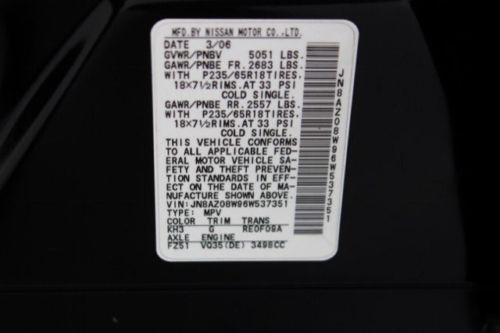 MFD.BY NISSAN MOTOR CO.,LTD.
DATE 3/06
GVWR/PNBV 5051 LBS.
GAWR/PNBE FR. 2683 LBS.
WITH P235/65R18TIRES,
18×7½RIMS.AT 33 PSI
COLD SINGLE.
GAWR/PNBE RR. 2557 LBS.
WITH P235/65R18TIRES,
18×7½RIMS.AT 33 PSI
COLD SINGLE.
THIS VEHICLE CONFORMS
TO ALL APPLICABLE FED-
ERAL MOTOR VEHICLE SA-
FETY AND THEFT PREVEN-
TION STANDARDS IN EFF-
ECT ON THE DATE OF MA-
NUFACTURE SHOWN ABOVE.
VIN:JN8AZ08W96W537351
TYPE: MPV
COLOR TRIM TRANS
KH3 G RE0F09A
AXLE ENGINE
FZ51 VQ35(DE) 3498CC
JN8AZ08W96W537351